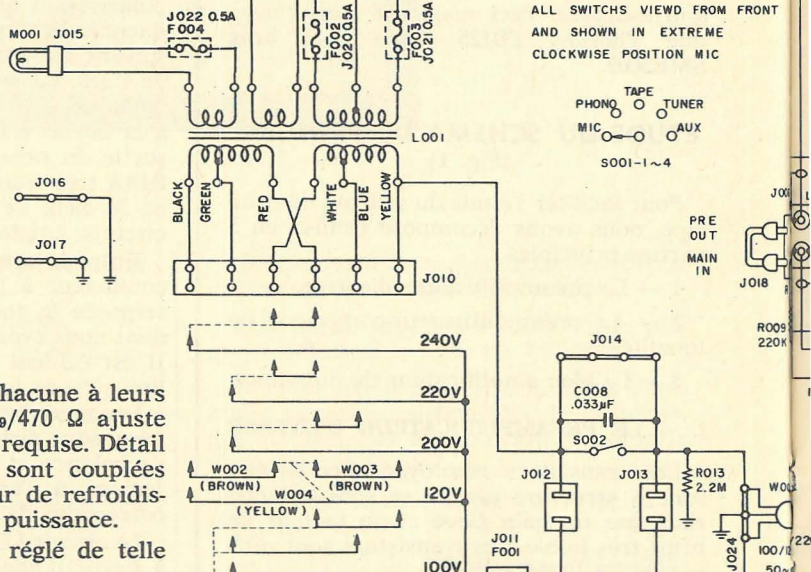 ALL SWITCHS VIEWD FROM FRONT
AND SHOWN IN EXTREME
CLOCKWISE POSITION MIC
TAPE
PHONO
TUNER
MIC
AUX
S001-1~4
J022 0.5A
F004
F002
J020 0.5A
F003
J021 0.5A
M001 J015
L001
BLACK
GREEN
RED
WHITE
BLUE
YELLOW
J016
J017
J010
PRE
OUT
MAIN
IN
J018
R009
220K
240V
220V
200V
120V
100V
W002
(BROWN)
W003
(BROWN)
W004
(YELLOW)
J014
C008
.033µF
S002
J012
J013
R013
2.2M
J011
F001
J024
100/
50~
hacune à leurs
9/470 Ω ajuste
requise. Détail
sont couplées
ur de refroidis-
puissance.
réglé de telle